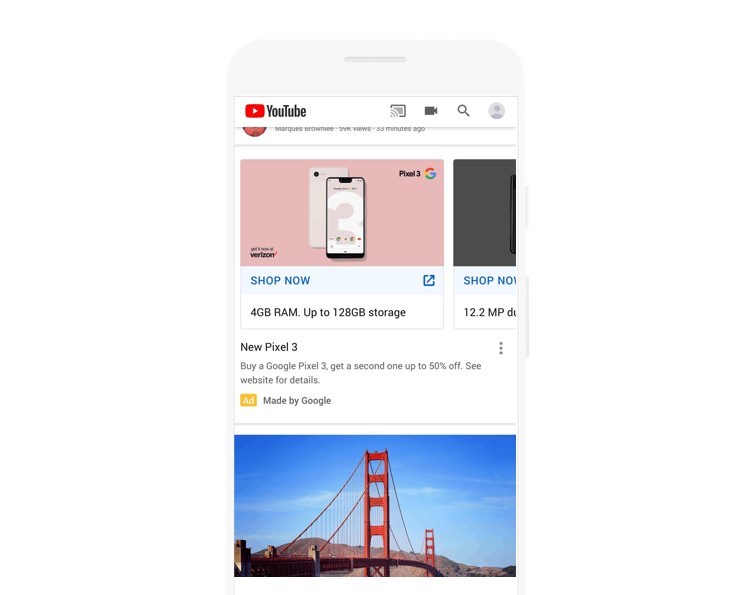 YouTube
Marques Brownlee · 59K views · 33 minutes ago
Pixel 3
3
get it now at
verizon✓
SHOP NOW
SHOP NOW
4GB RAM. Up to 128GB storage
12.2 MP
New Pixel 3
Buy a Google Pixel 3, get a second one up to 50% off. See
website for details.
Ad Made by Google